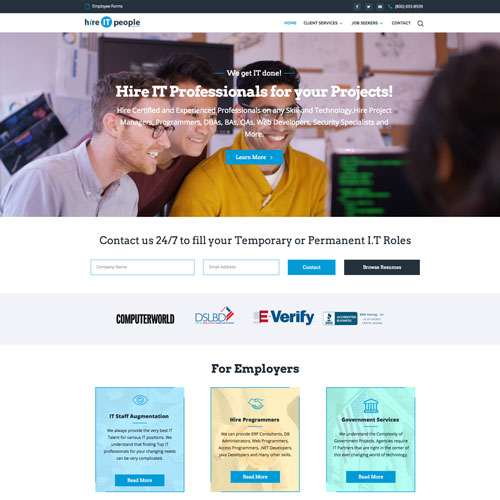 Employee Forms
(800) 693-8939
hire IT people
HOME
CLIENT SERVICES
JOB SEEKERS
CONTACT
We get IT done!
Hire IT Professionals for your Projects!
Hire Certified and Experienced Professionals on any Skill and Technology.Hire Project
Managers, Programmers, DBAs, BAs, QAs, Web Developers, Security Specialists and
More.
Learn More
Contact us 24/7 to fill your Temporary or Permanent I.T Roles
Company Name
Email Address
Contact
Browse Resumes
COMPUTERWORLD
DSLBD
E-Verify
BBB
ACCREDITED
BUSINESS
BBB Rating: A+
For Employers
IT Staff Augmentation
We always provide the very best IT
Talent for various IT positions. We
understand that finding Top IT
professionals for your changing needs
can be very complicated.
Read More
Hire Programmers
We can provide ERP Consultants, DB
Administrators, Web Programmers,
Access Programmers, .NET Developers,
Java Developers and many other skills.
Read More
Government Services
We understand the Complexity of
Government Projects. Agencies require
IT Partners that are right in the center of
this ever changing world of technology.
Read More